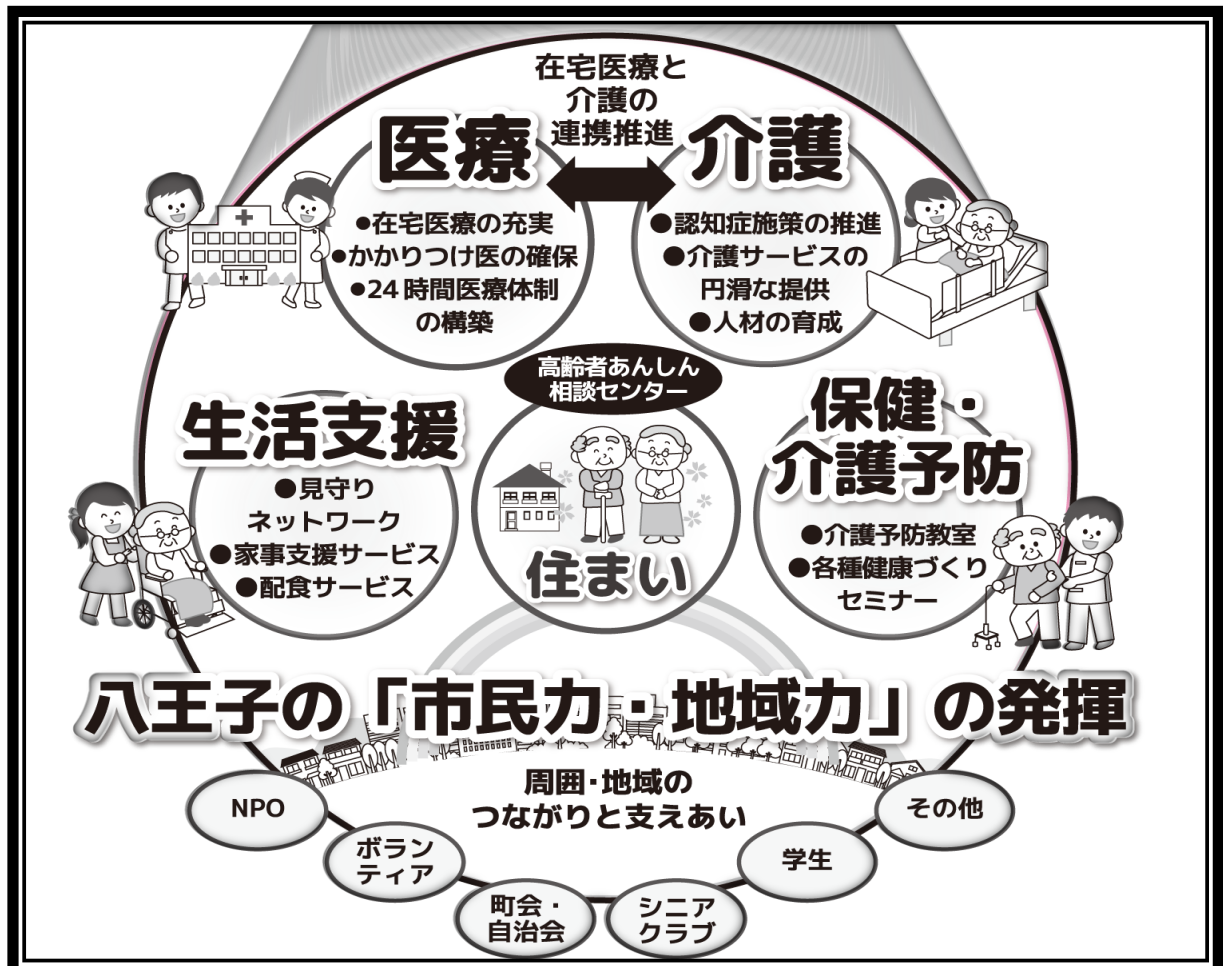 在宅医療と
介護の
連携推進
医療
●在宅医療の充実
●かかりつけ医の確保
●24時間医療体制
の構築
介護
●認知症施策の推進
●介護サービスの
円滑な提供
●人材の育成
高齢者あんしん
相談センター
住まい
生活支援
●見守り
ネットワーク
●家事支援サービス
●配食サービス
保健・
介護予防
●介護予防教室
●各種健康づくり
セミナー
八王子の「市民力・地域力」の発揮
周囲・地域の
つながりと支えあい
NPO
ボラン
ティア
町会・
自治会
シニア
クラブ
学生
その他